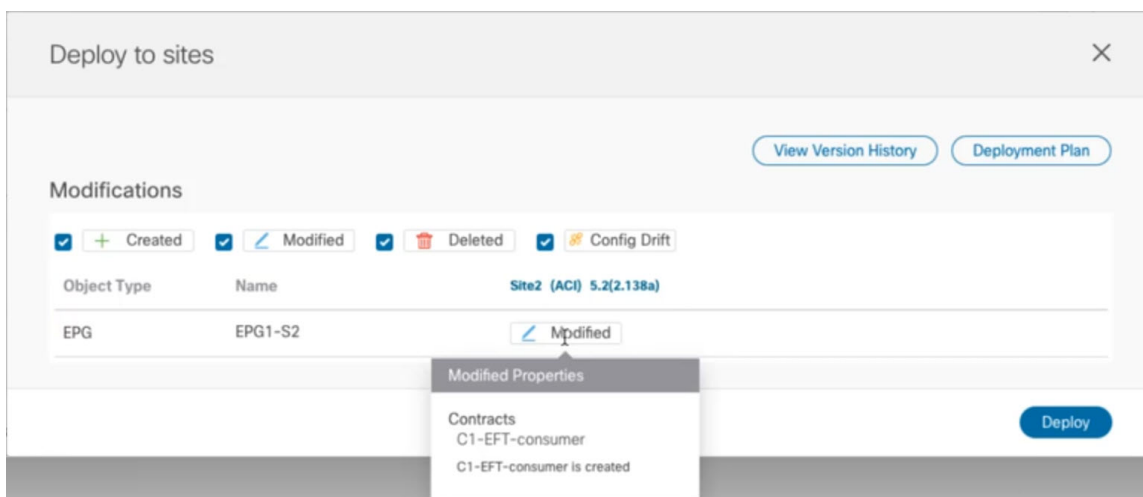 Deploy to sites
View Version History
Deployment Plan
Modifications
Created
Modified
Deleted
Config Drift
Object Type
Name
Site2 (ACI) 5.2(2.138a)
EPG
EPG1-S2
Modified
Modified Properties
Contracts
C1-EFT-consumer
C1-EFT-consumer is created
Deploy